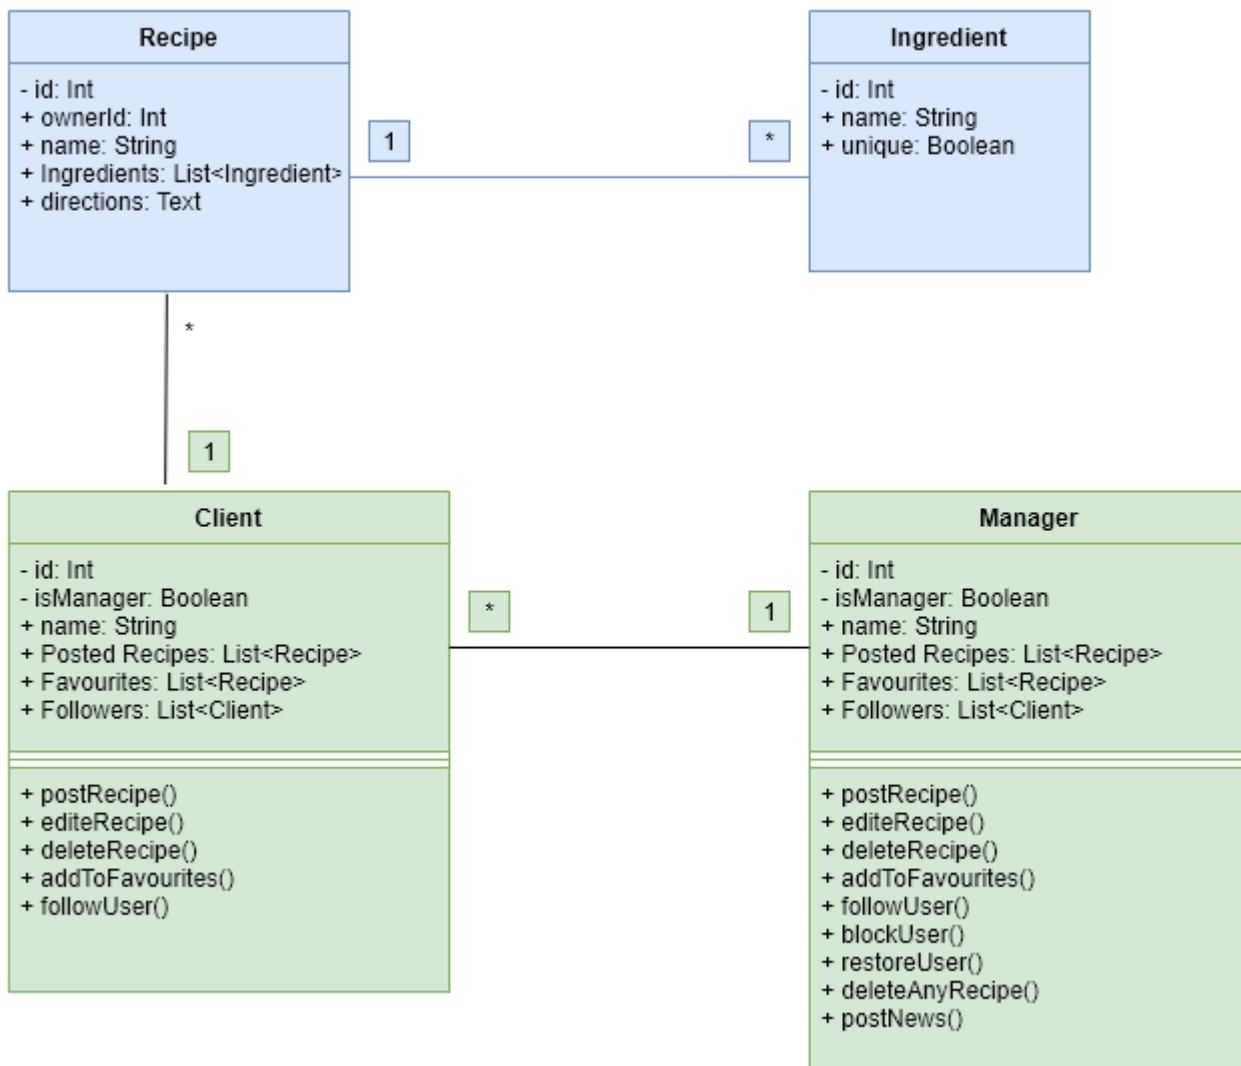 Recipe
- id: Int
+ ownerId: Int
+ name: String
+ Ingredients: List<Ingredient>
+ directions: Text
1
*
Ingredient
- id: Int
+ name: String
+ unique: Boolean
*
1
Client
- id: Int
- isManager: Boolean
+ name: String
+ Posted Recipes: List<Recipe>
+ Favourites: List<Recipe>
+ Followers: List<Client>
+ postRecipe()
+ editeRecipe()
+ deleteRecipe()
+ addToFavourites()
+ followUser()
*
1
Manager
- id: Int
- isManager: Boolean
+ name: String
+ Posted Recipes: List<Recipe>
+ Favourites: List<Recipe>
+ Followers: List<Client>
+ postRecipe()
+ editeRecipe()
+ deleteRecipe()
+ addToFavourites()
+ followUser()
+ blockUser()
+ restoreUser()
+ deleteAnyRecipe()
+ postNews()